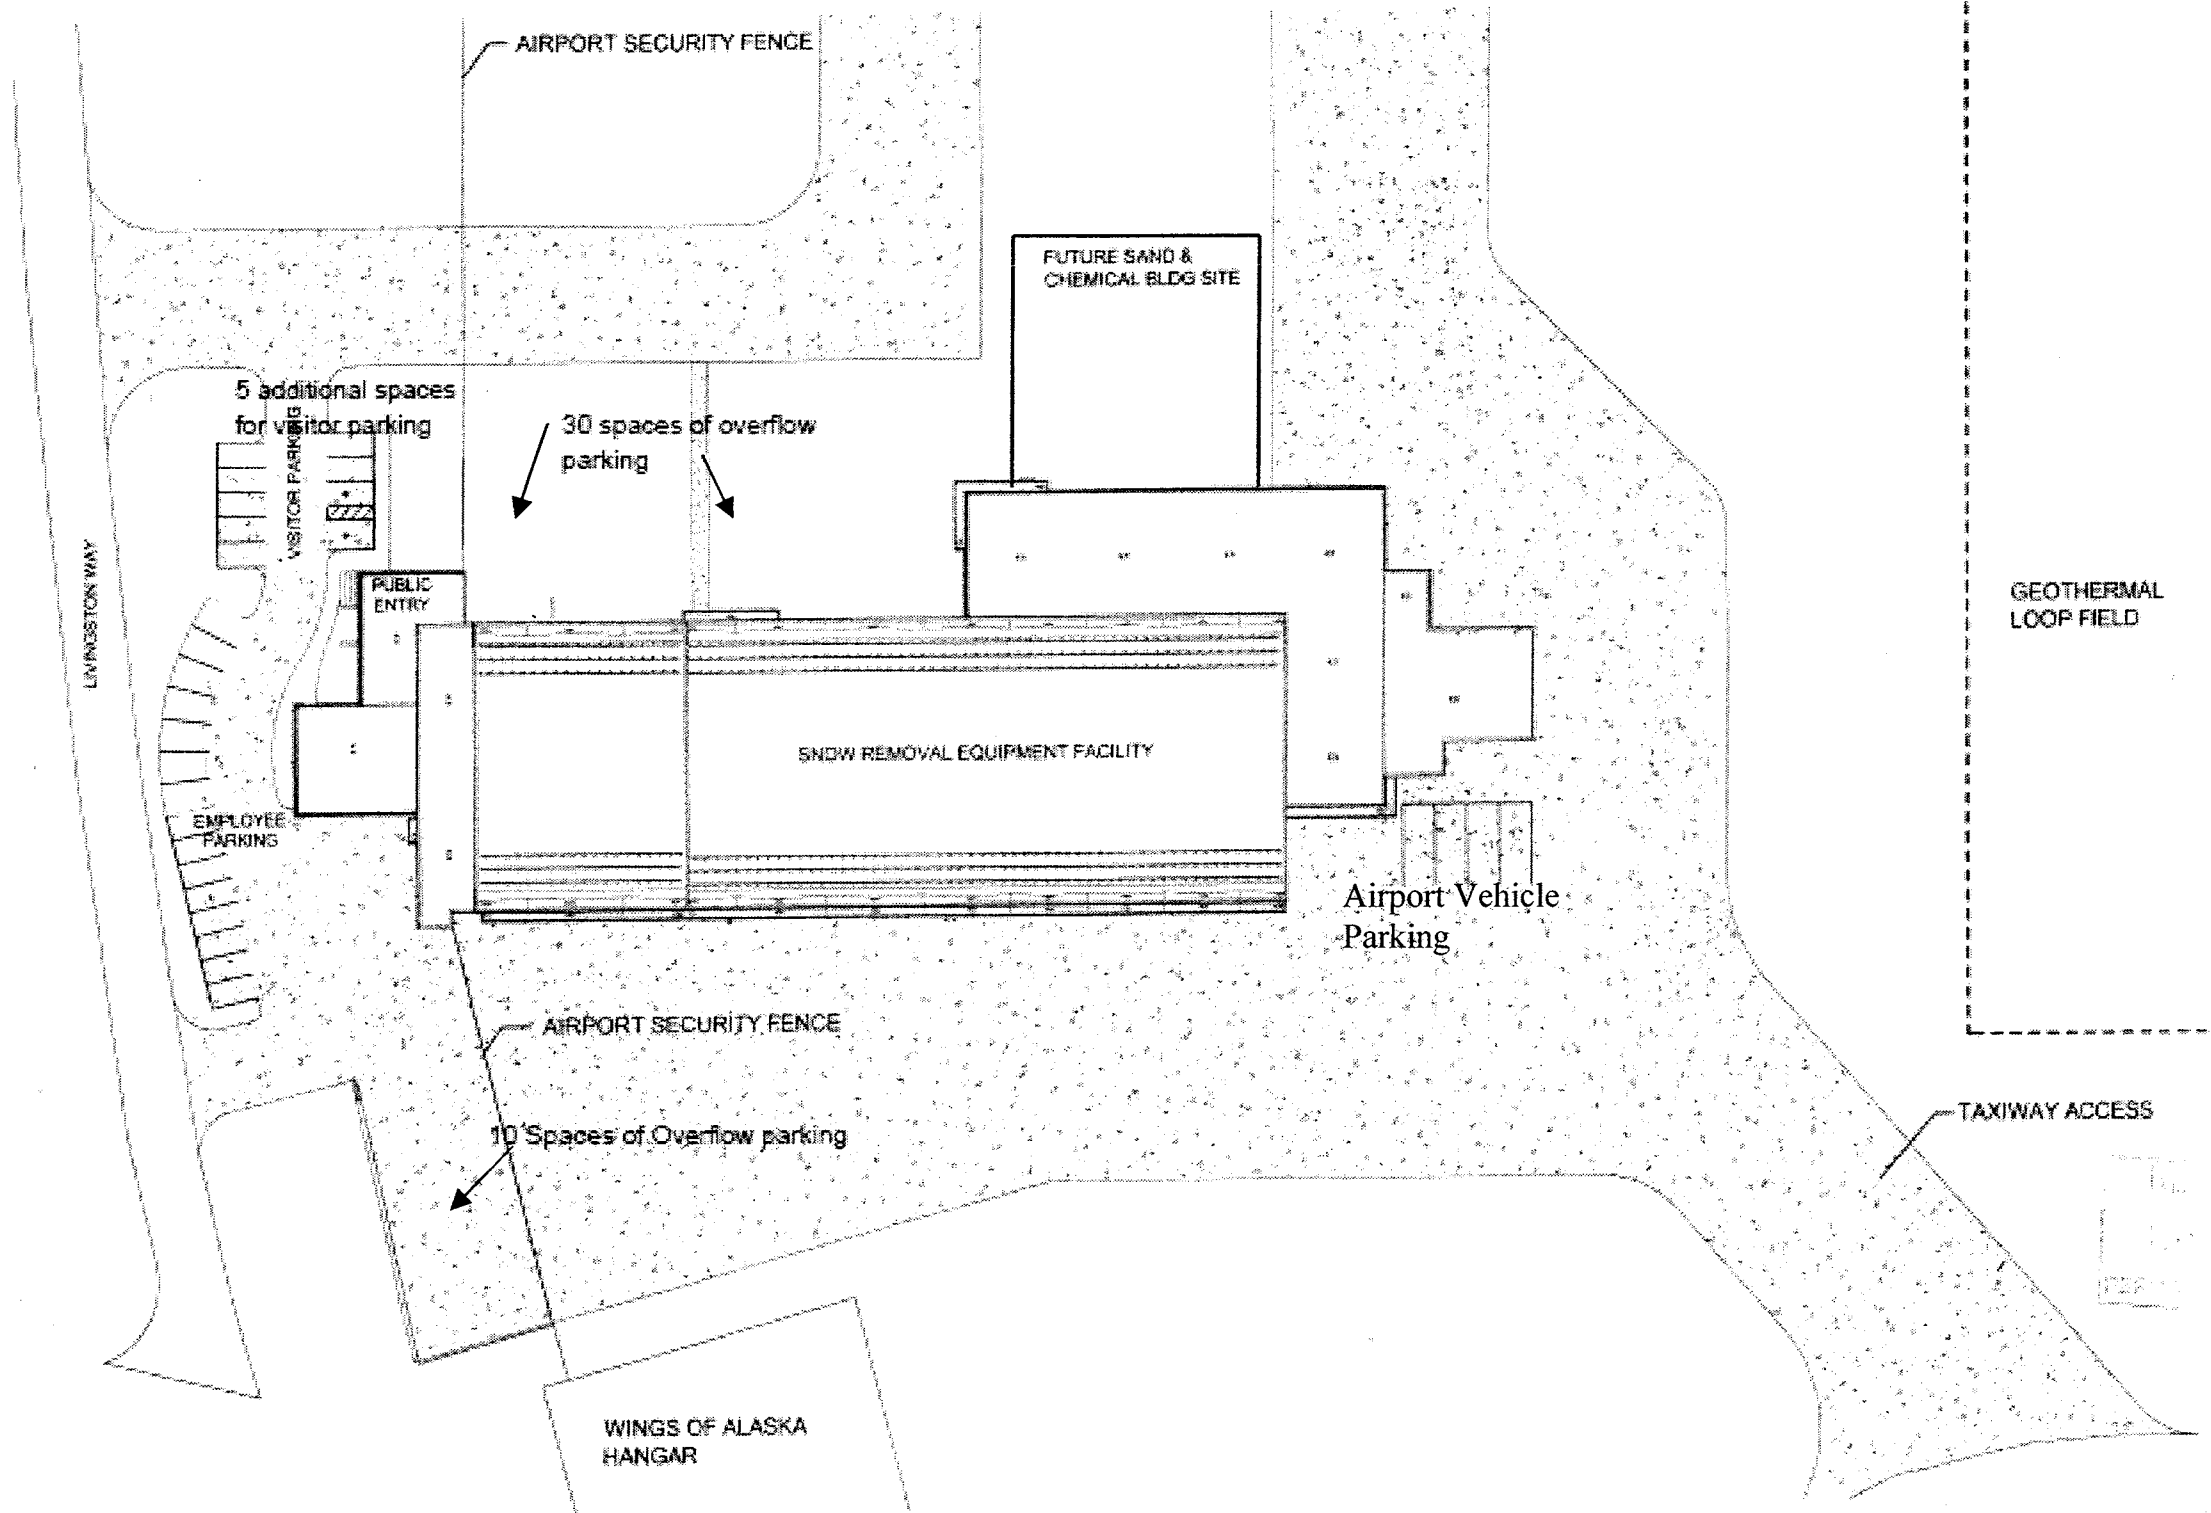 AIRPORT SECURITY FENCE
FUTURE SAND &
CHEMICAL BLDG SITE
5 additional spaces
for visitor parking
30 spaces of overflow
parking
VISITOR PARKING
PUBLIC
ENTRY
LIVINGSTON WAY
GEOTHERMAL
LOOP FIELD
SNOW REMOVAL EQUIPMENT FACILITY
EMPLOYEE
PARKING
Airport Vehicle
Parking
AIRPORT SECURITY FENCE
10 Spaces of Overflow parking
TAXIWAY ACCESS
WINGS OF ALASKA
HANGAR